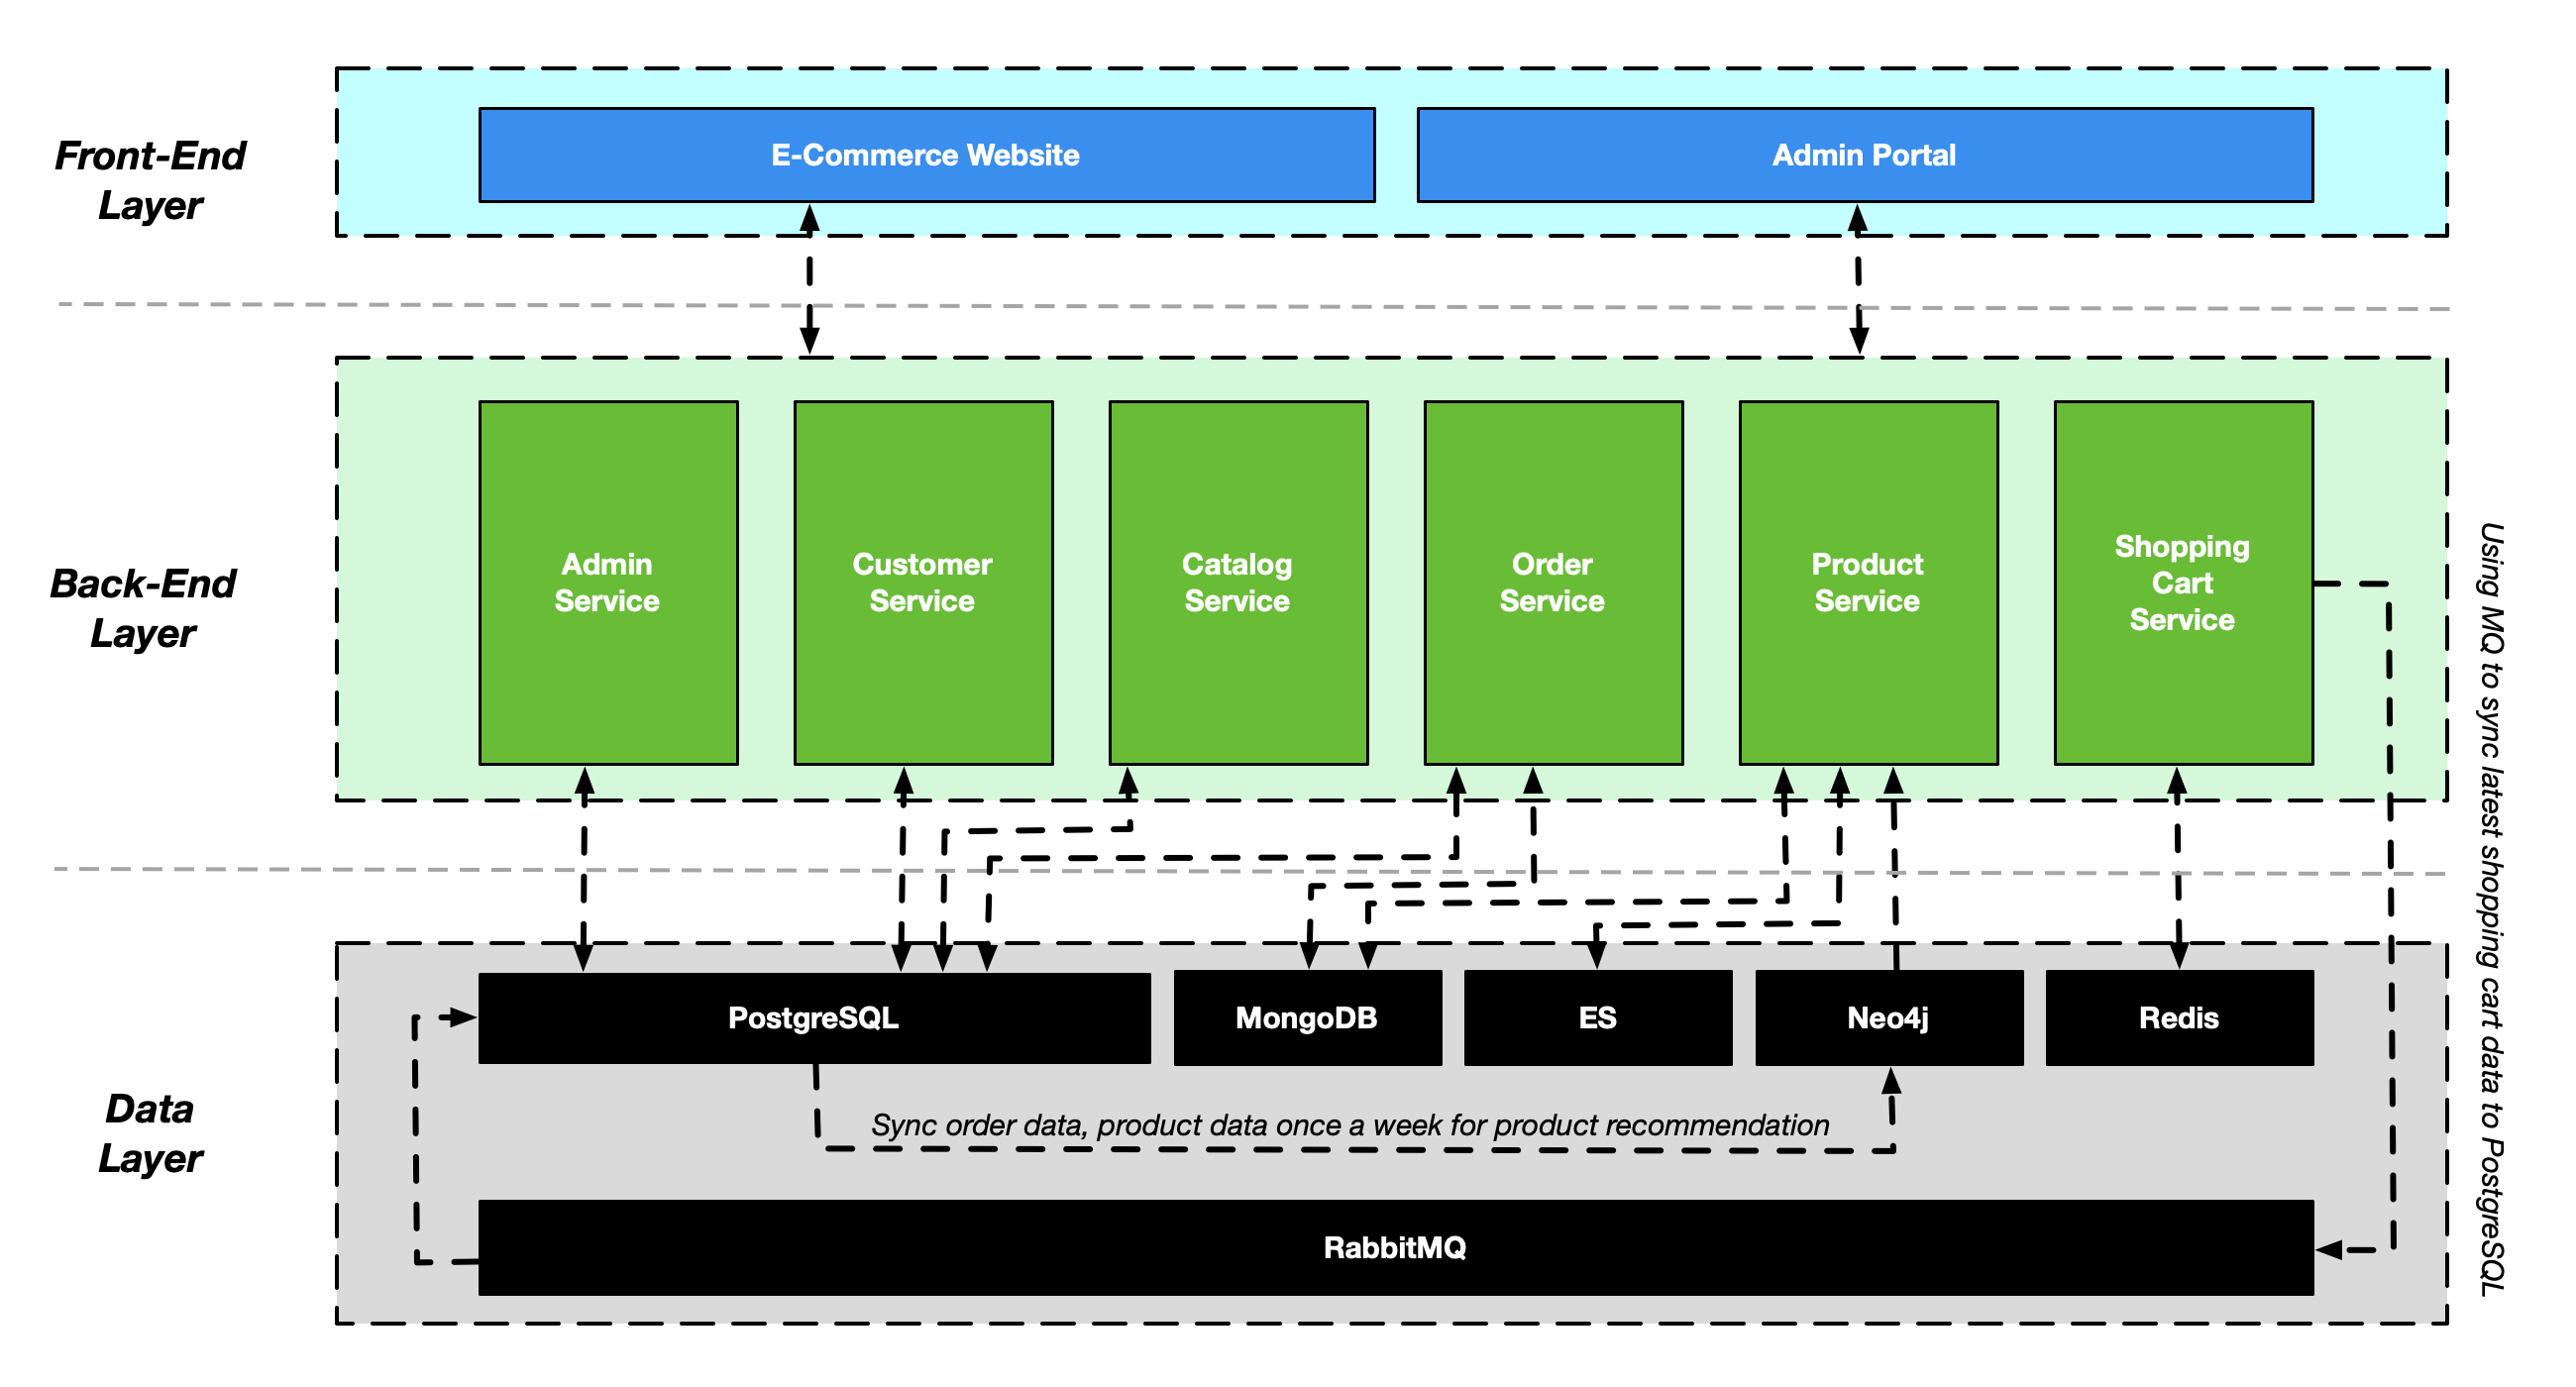 Front-End
Layer
E-Commerce Website
Admin Portal
Back-End
Layer
Admin
Service
Customer
Service
Catalog
Service
Order
Service
Product
Service
Shopping
Cart
Service
Using MQ to sync latest shopping cart data to PostgreSQL
Data
Layer
PostgreSQL
MongoDB
ES
Neo4j
Redis
Sync order data, product data once a week for product recommendation
RabbitMQ